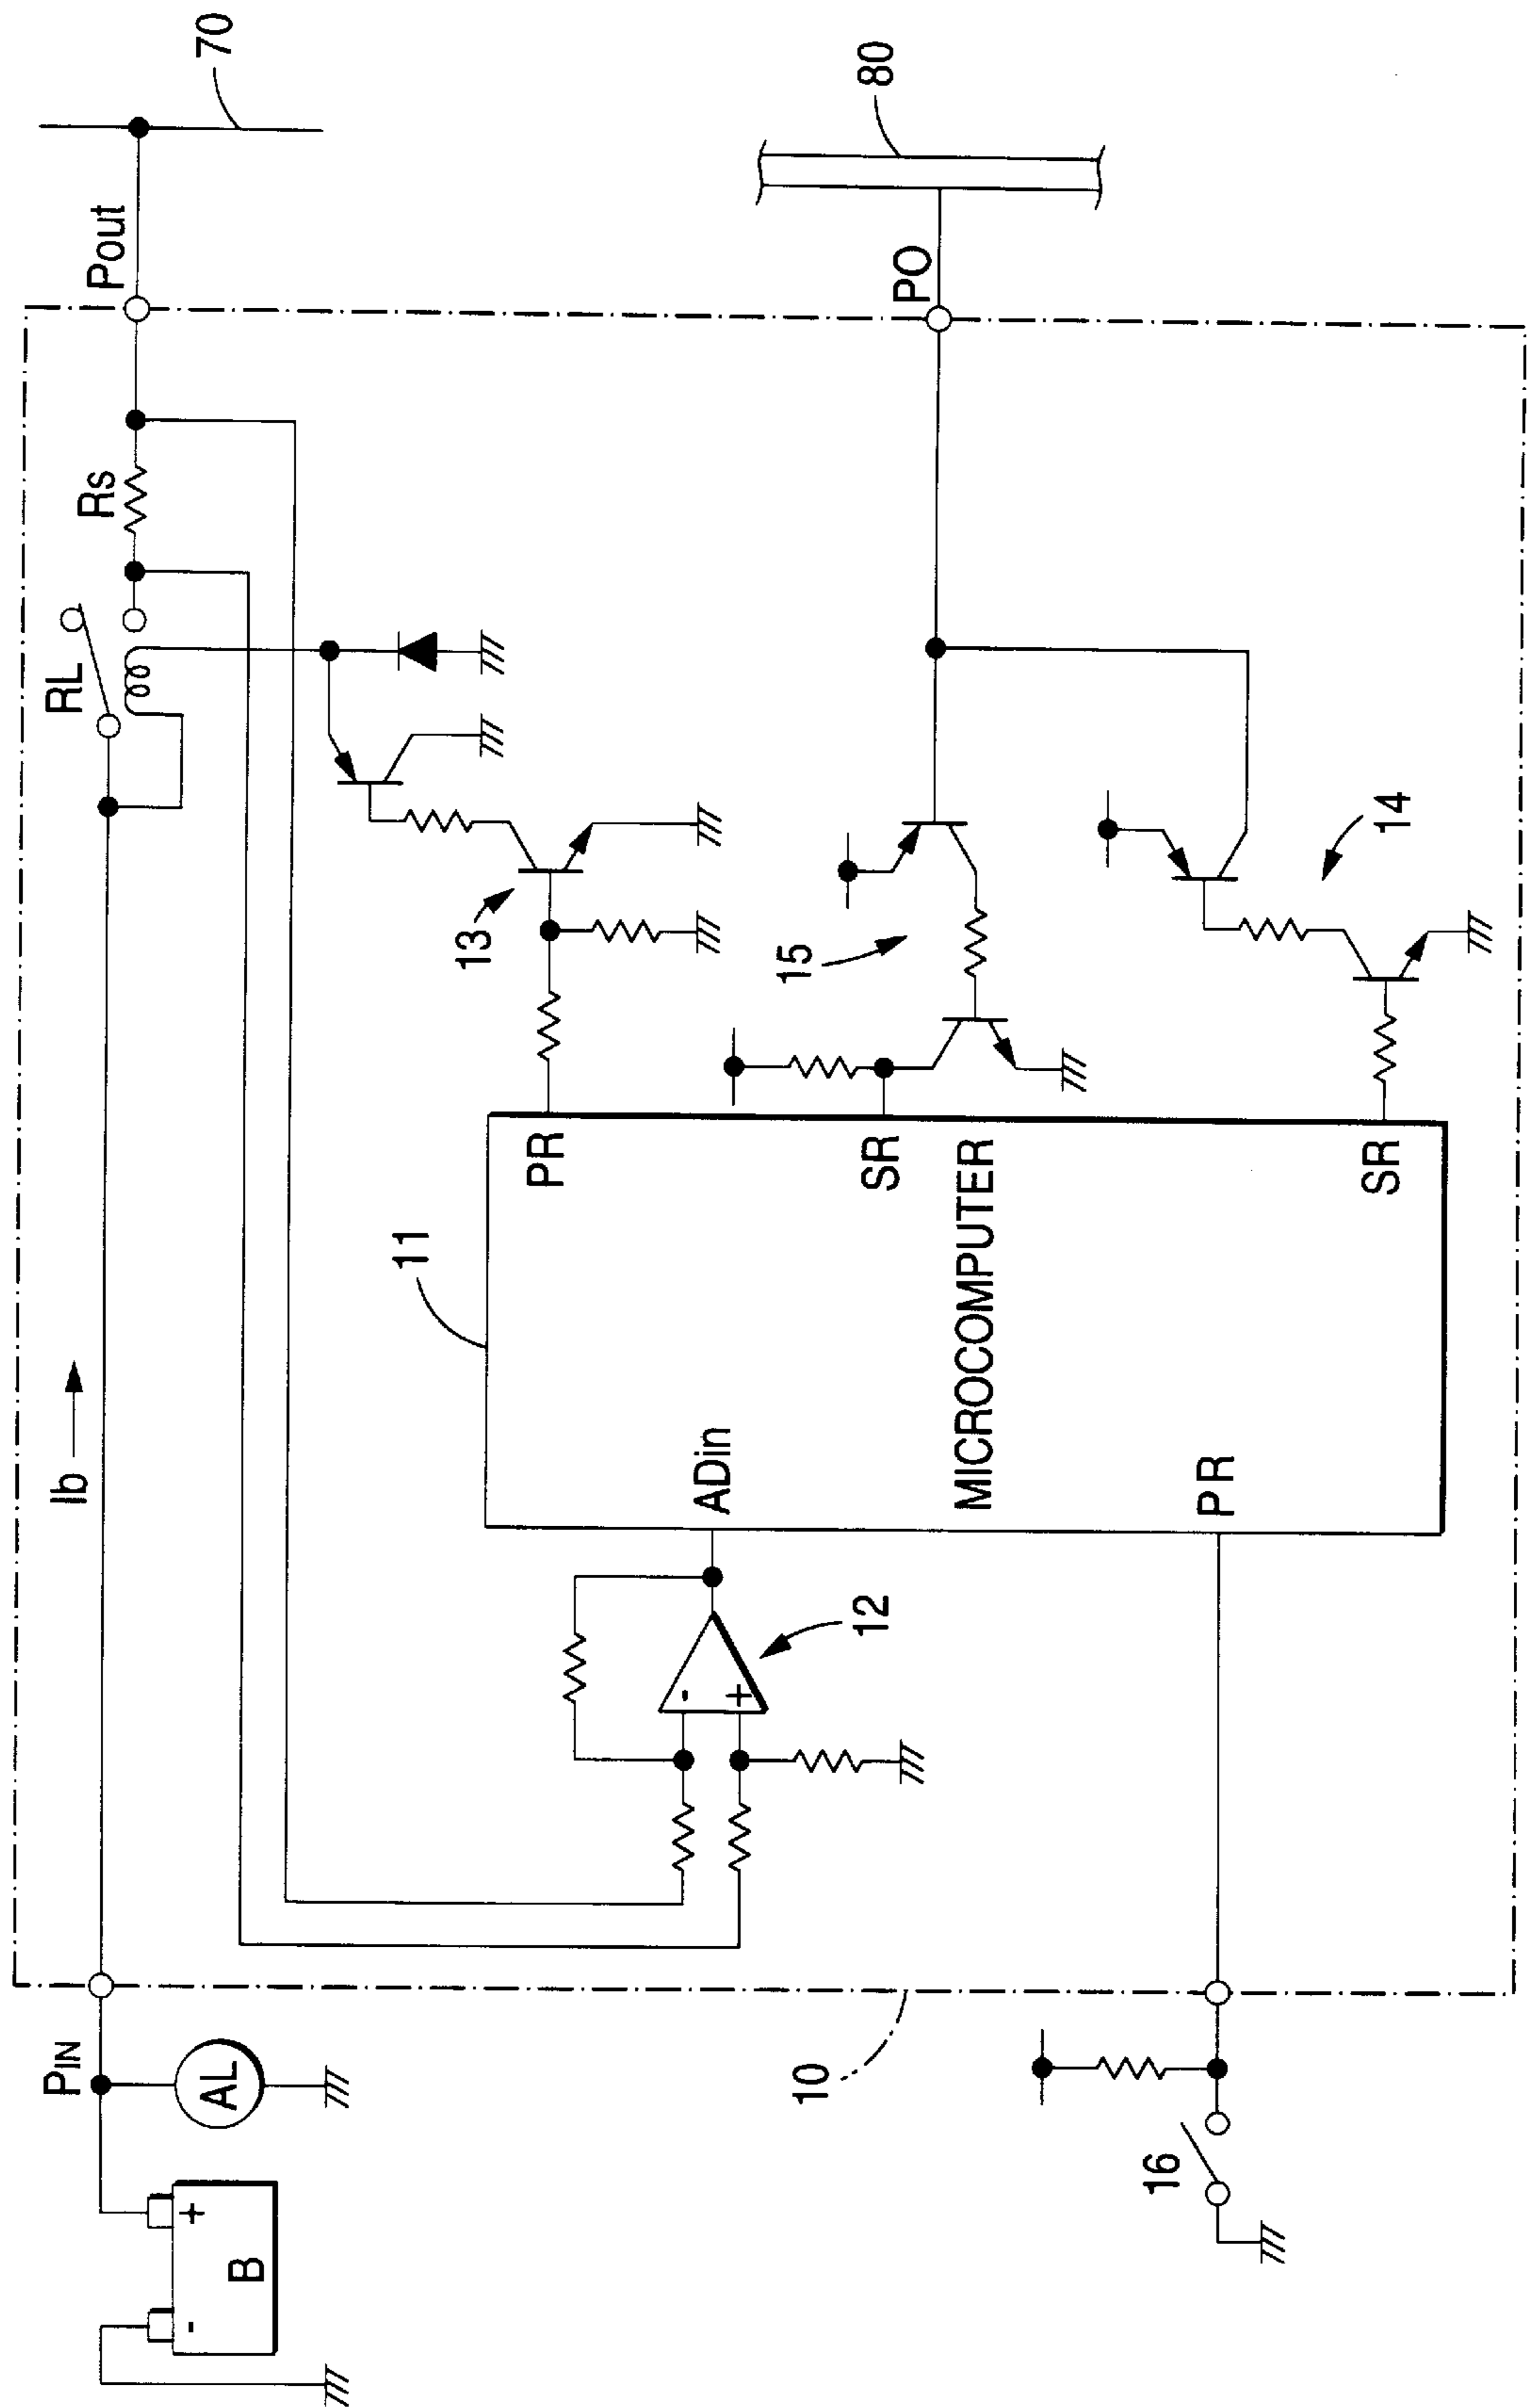 B
-
+
PIN
AL
Ib
RL
Rs
Pout
70
10
12
-
+
ADin
11
MICROCOMPUTER
PR
PR
SR
SR
13
15
14
PO
80
16